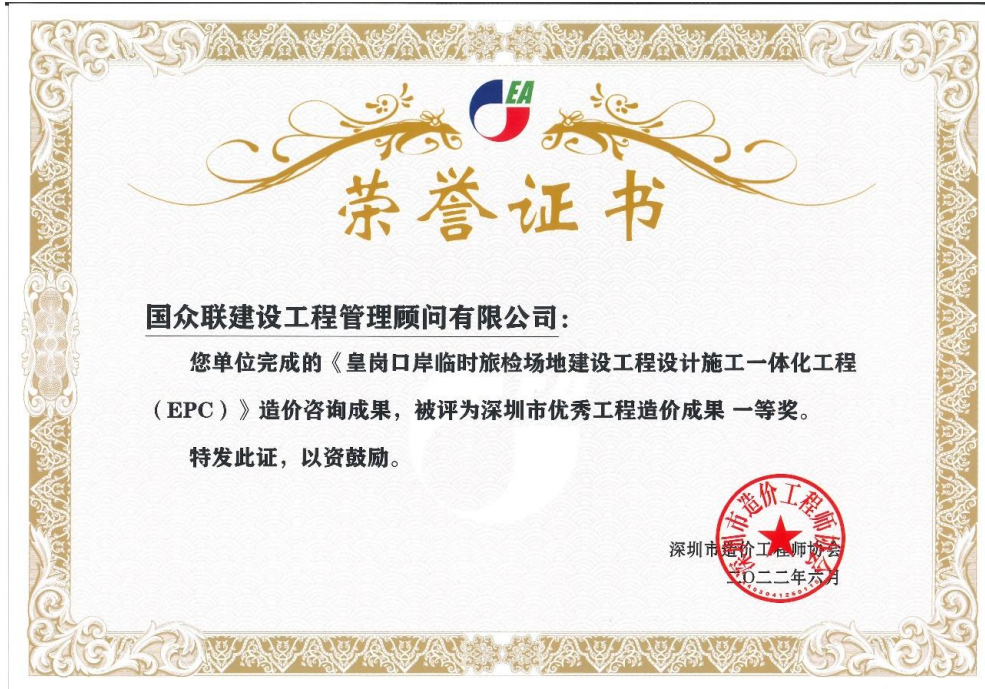 CEA
荣誉证书
国众联建设工程管理顾问有限公司：
您单位完成的《皇岗口岸临时旅检场地建设工程设计施工一体化工程
（EPC）》造价咨询成果，被评为深圳市优秀工程造价成果 一等奖。
特发此证，以资鼓励。
深圳市造价工程师协会
二〇二二年六月
深圳市造价工程师协会